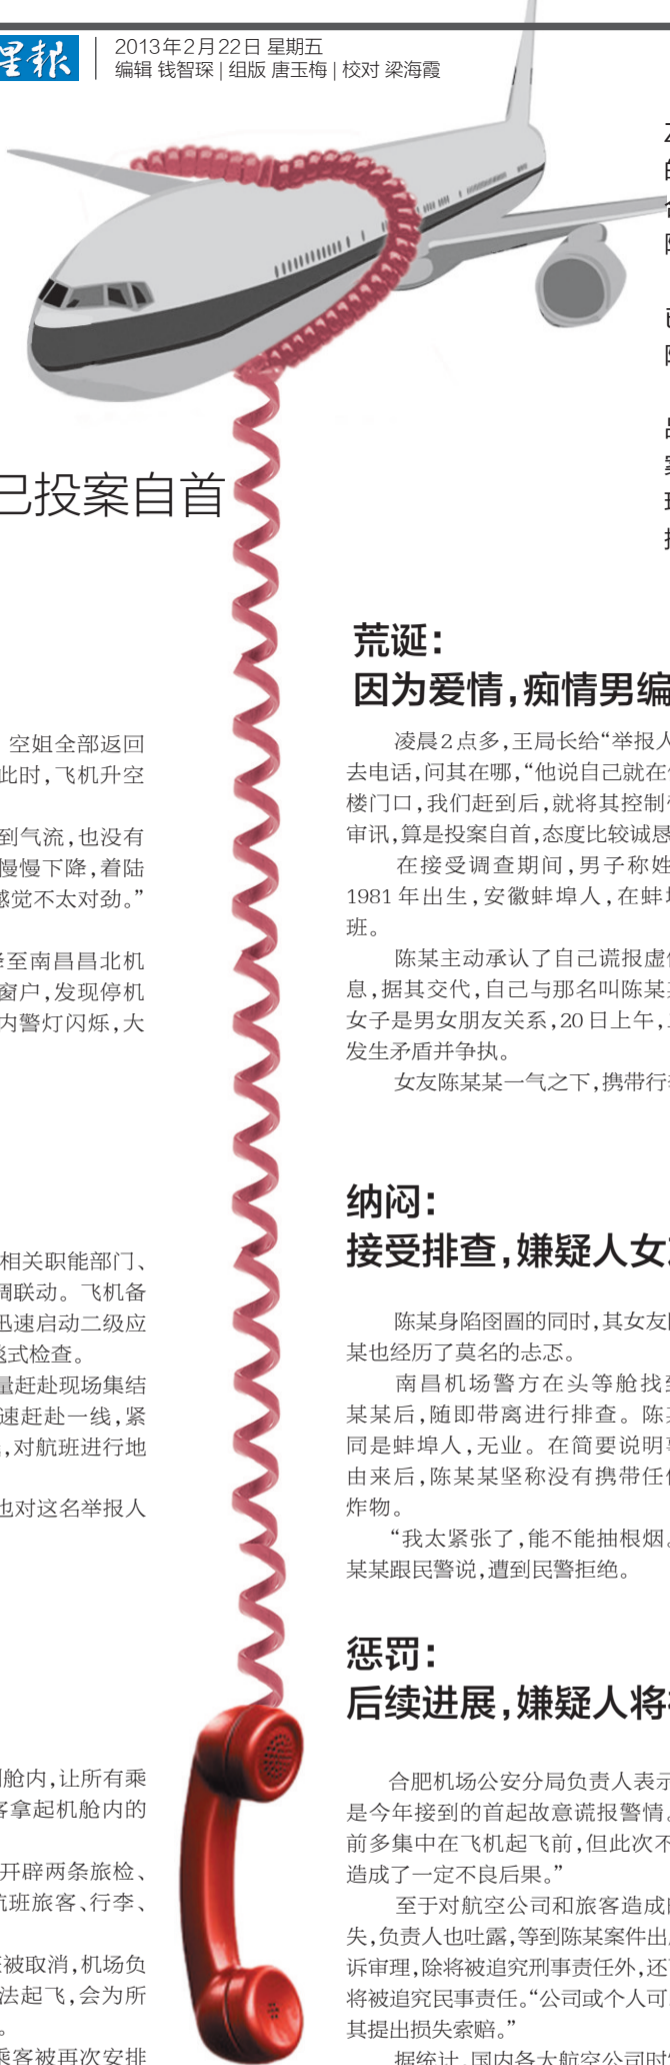 星报
2013年2月22日 星期五
编辑 钱智琛 | 组版 唐玉梅 | 校对 梁海霞
已投案自首
空姐全部返回
此时，飞机升空
到气流，也没有
慢慢下降，着陆
感觉不太对劲。”
降至南昌昌北机
窗户，发现停机
内警灯闪烁，大
相关职能部门、
调联动。飞机备
迅速启动二级应
毯式检查。
量赶赴现场集结
速赶赴一线，紧
，对航班进行地
也对这名举报人
舱内，让所有乘
客拿起机舱内的
开辟两条旅检、
航班旅客、行李、
被取消，机场负
法起飞，会为所
。
乘客被再次安排
荒诞：
因为爱情，痴情男编
凌晨2点多，王局长给“举报人
去电话，问其在哪，“他说自己就在
楼门口，我们赶到后，就将其控制
审讯，算是投案自首，态度比较诚恳
在接受调查期间，男子称姓
1981年出生，安徽蚌埠人，在蚌埠
班。
陈某主动承认了自己谎报虚
息，据其交代，自己与那名叫陈某某
女子是男女朋友关系，20日上午，
发生矛盾并争执。
女友陈某某一气之下，携带行
纳闷：
接受排查，嫌疑人女
陈某身陷囹圄的同时，其女友
某也经历了莫名的忐忑。
南昌机场警方在头等舱找到
某某后，随即带离进行排查。陈某
同是蚌埠人，无业。在简要说明
由来后，陈某某坚称没有携带任何
炸物。
“我太紧张了，能不能抽根烟。
某某跟民警说，遭到民警拒绝。
惩罚：
后续进展，嫌疑人将
合肥机场公安分局负责人表示
是今年接到的首起故意谎报警情。
前多集中在飞机起飞前，但此次不
造成了一定不良后果。”
至于对航空公司和旅客造成
失，负责人也吐露，等到陈某案件出
诉审理，除将被追究刑事责任外，还
将被追究民事责任。“公司或个人可
其提出损失索赔。”
据统计，国内各大航空公司时